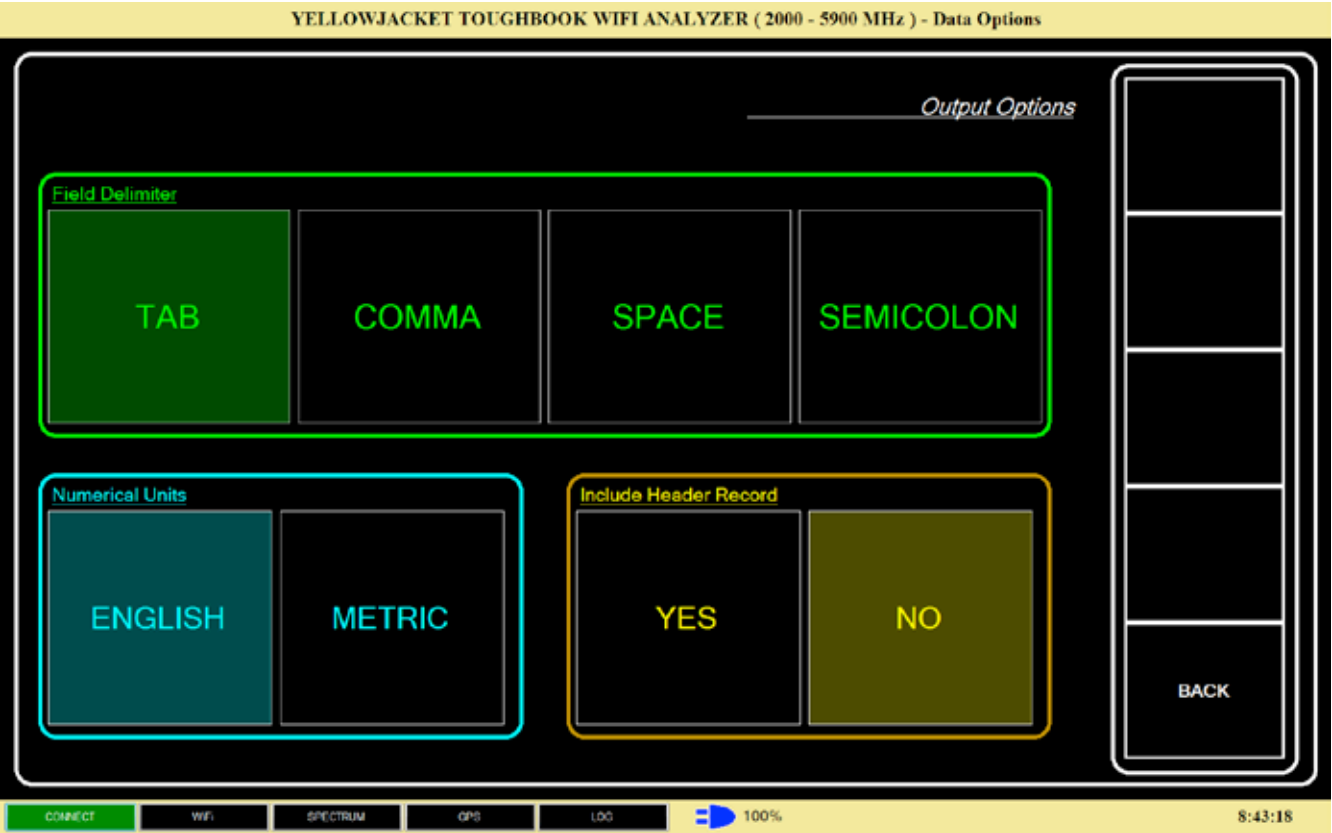 YELLOWJACKET TOUGHBOOK WIFI ANALYZER ( 2000 - 5900 MHz ) - Data Options
Output Options
Field Delimiter
TAB COMMA SPACE SEMICOLON
Numerical Units
ENGLISH METRIC
Include Header Record
YES NO
BACK
CONNECT WiFi SPECTRUM GPS LOG 100% 8:43:18